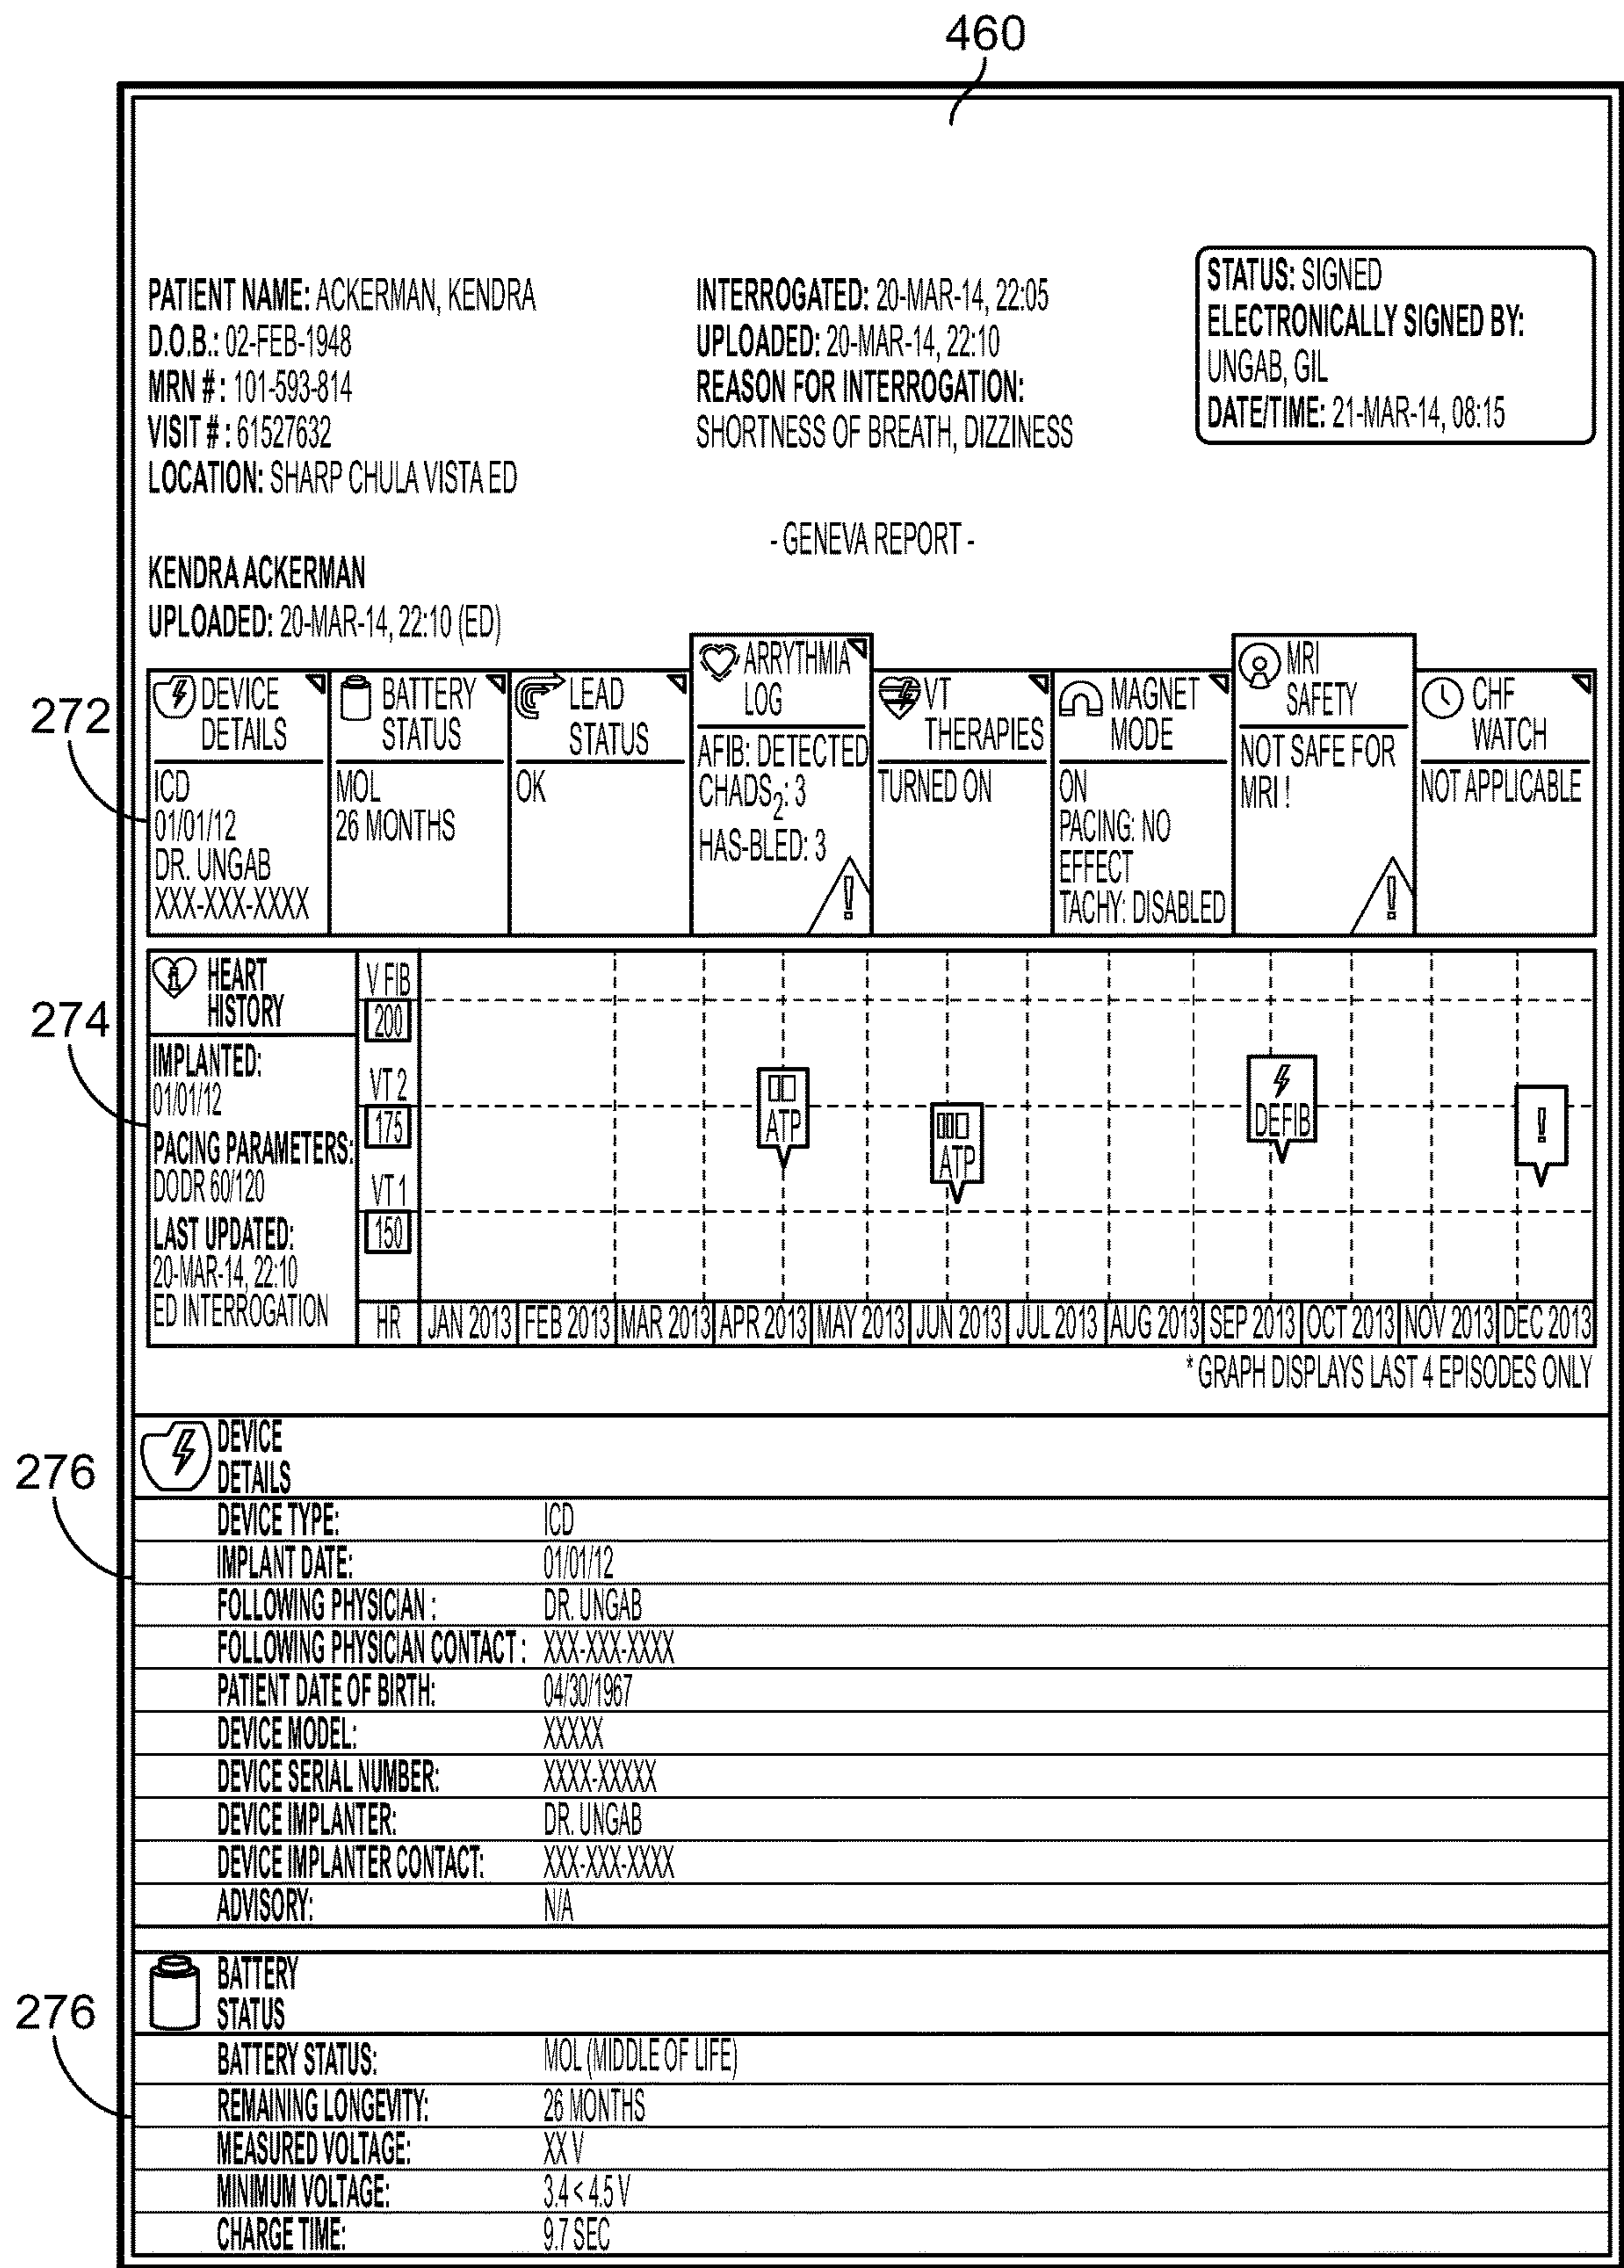 460
PATIENT NAME: ACKERMAN, KENDRA
D.O.B.: 02-FEB-1948
MRN # : 101-593-814
VISIT # : 61527632
LOCATION: SHARP CHULA VISTA ED
INTERROGATED: 20-MAR-14, 22:05
UPLOADED: 20-MAR-14, 22:10
REASON FOR INTERROGATION:
SHORTNESS OF BREATH, DIZZINESS
STATUS: SIGNED
ELECTRONICALLY SIGNED BY:
UNGAB, GIL
DATE/TIME: 21-MAR-14, 08:15
- GENEVA REPORT -
KENDRA ACKERMAN
UPLOADED: 20-MAR-14, 22:10 (ED)
272
DEVICE
DETAILS
ICD
01/01/12
DR. UNGAB
XXX-XXX-XXXX
BATTERY
STATUS
MOL
26 MONTHS
LEAD
STATUS
OK
ARRYTHMIA
LOG
AFIB: DETECTED
CHADS2: 3
HAS-BLED: 3
!
VT
THERAPIES
TURNED ON
MAGNET
MODE
ON
PACING: NO
EFFECT
TACHY: DISABLED
MRI
SAFETY
NOT SAFE FOR
MRI !
!
CHF
WATCH
NOT APPLICABLE
274
i
HEART
HISTORY
IMPLANTED:
01/01/12
PACING PARAMETERS:
DODR 60/120
LAST UPDATED:
20-MAR-14, 22:10
ED INTERROGATION
V FIB
200
VT 2
175
VT 1
150
HR
ATP
ATP
DEFIB
!
JAN 2013 FEB 2013 MAR 2013 APR 2013 MAY 2013 JUN 2013 JUL 2013 AUG 2013 SEP 2013 OCT 2013 NOV 2013 DEC 2013
* GRAPH DISPLAYS LAST 4 EPISODES ONLY
276
DEVICE
DETAILS
DEVICE TYPE: ICD
IMPLANT DATE: 01/01/12
FOLLOWING PHYSICIAN : DR. UNGAB
FOLLOWING PHYSICIAN CONTACT : XXX-XXX-XXXX
PATIENT DATE OF BIRTH: 04/30/1967
DEVICE MODEL: XXXXX
DEVICE SERIAL NUMBER: XXXX-XXXXX
DEVICE IMPLANTER: DR. UNGAB
DEVICE IMPLANTER CONTACT: XXX-XXX-XXXX
ADVISORY: N/A
276
BATTERY
STATUS
BATTERY STATUS: MOL (MIDDLE OF LIFE)
REMAINING LONGEVITY: 26 MONTHS
MEASURED VOLTAGE: XX V
MINIMUM VOLTAGE: 3.4 < 4.5 V
CHARGE TIME: 9.7 SEC